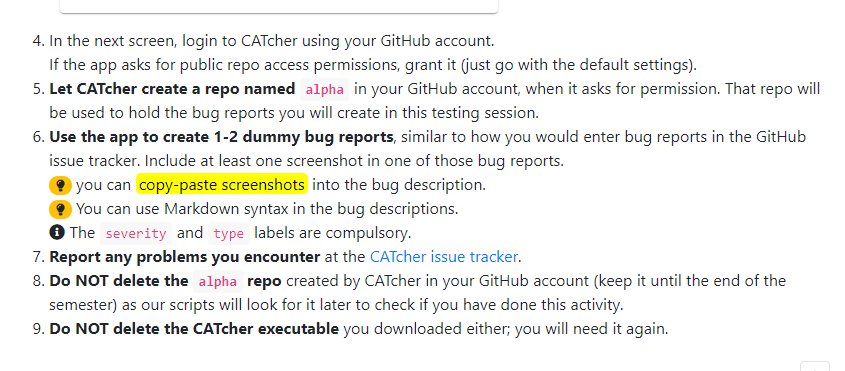 4. In the next screen, login to CATcher using your GitHub account.
If the app asks for public repo access permissions, grant it (just go with the default settings).
5. Let CATcher create a repo named alpha in your GitHub account, when it asks for permission. That repo will
be used to hold the bug reports you will create in this testing session.
6. Use the app to create 1-2 dummy bug reports, similar to how you would enter bug reports in the GitHub
issue tracker. Include at least one screenshot in one of those bug reports.
you can copy-paste screenshots into the bug description.
You can use Markdown syntax in the bug descriptions.
The severity and type labels are compulsory.
7. Report any problems you encounter at the CATcher issue tracker.
8. Do NOT delete the alpha repo created by CATcher in your GitHub account (keep it until the end of the
semester) as our scripts will look for it later to check if you have done this activity.
9. Do NOT delete the CATcher executable you downloaded either; you will need it again.